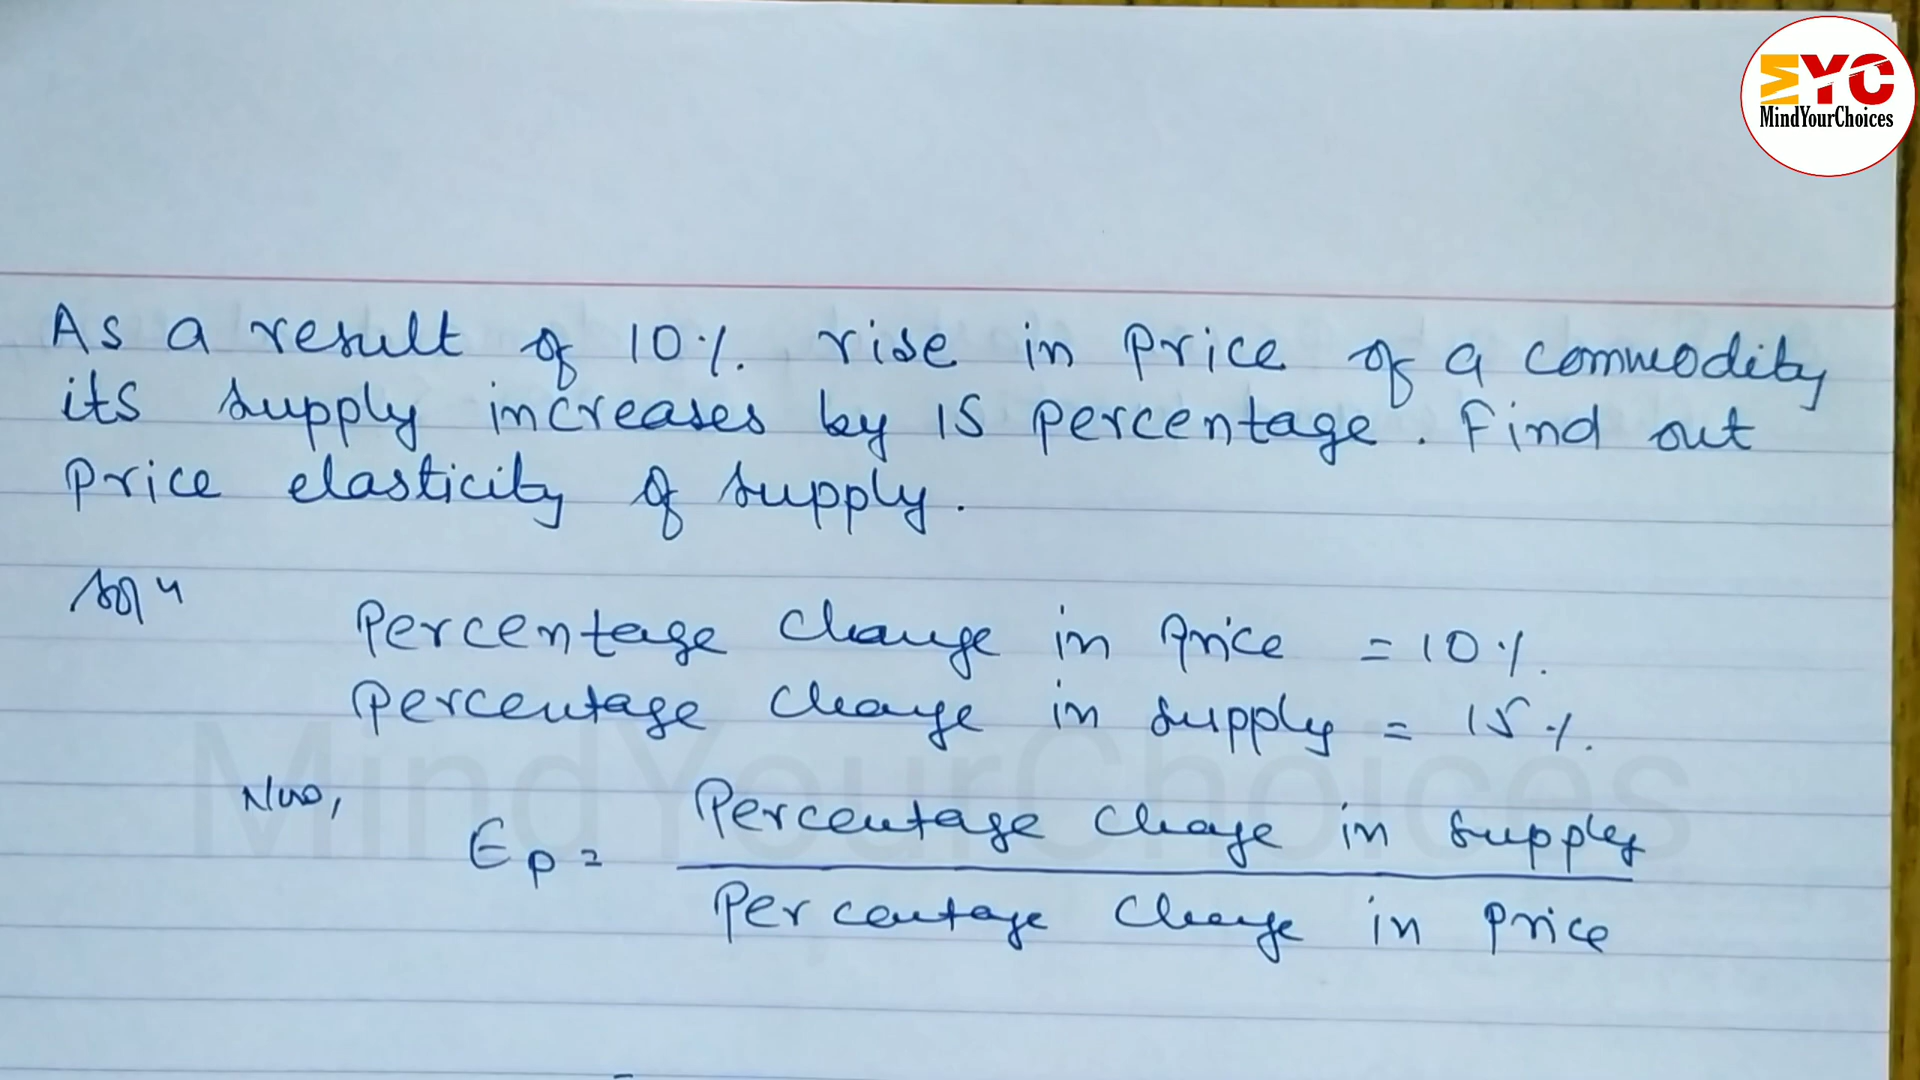 MYC
MindYourChoices
As a result of 10%. rise in price of a commodity
its supply increases by 15 percentage. Find out
price elasticity of supply.
Solⁿ
Percentage change in price = 10%.
Percentage change in supply = 15%.
Now,
Percentage change in supply
Ep =
Percentage change in price
MindYourChoices